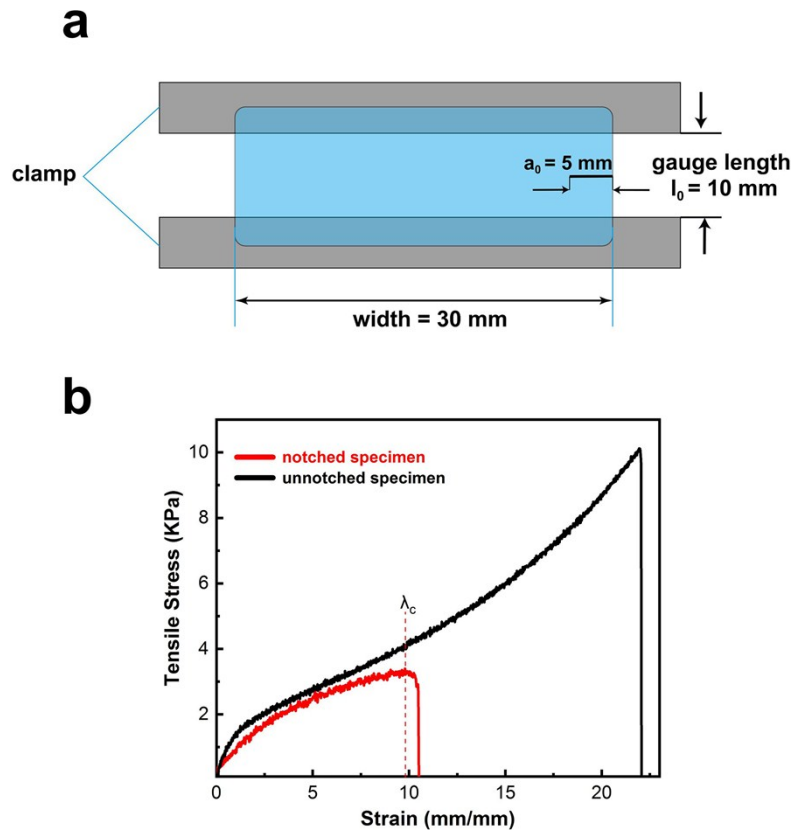 a
clamp
a₀ = 5 mm
gauge length
l₀ = 10 mm
width = 30 mm
b
notched specimen
unnotched specimen
λc
Tensile Stress (KPa)
10
8
6
4
2
0
5
10
15
20
Strain (mm/mm)